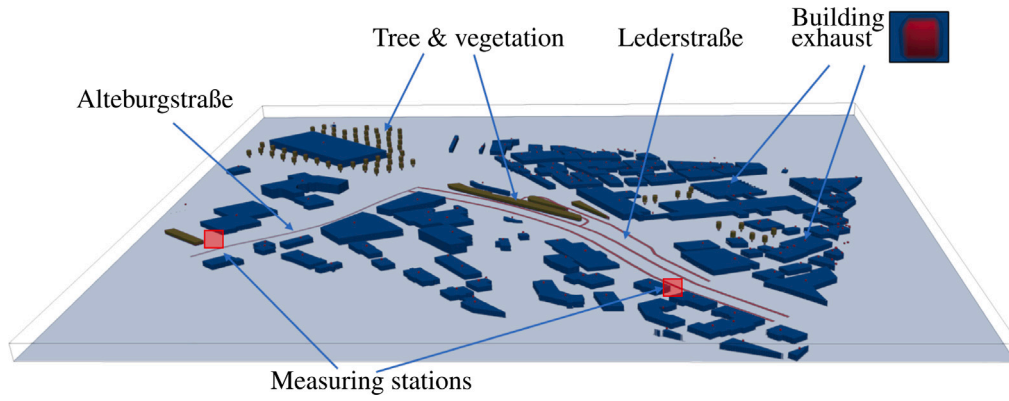 Building
exhaust
Tree & vegetation
Lederstraße
Alteburgstraße
Measuring stations